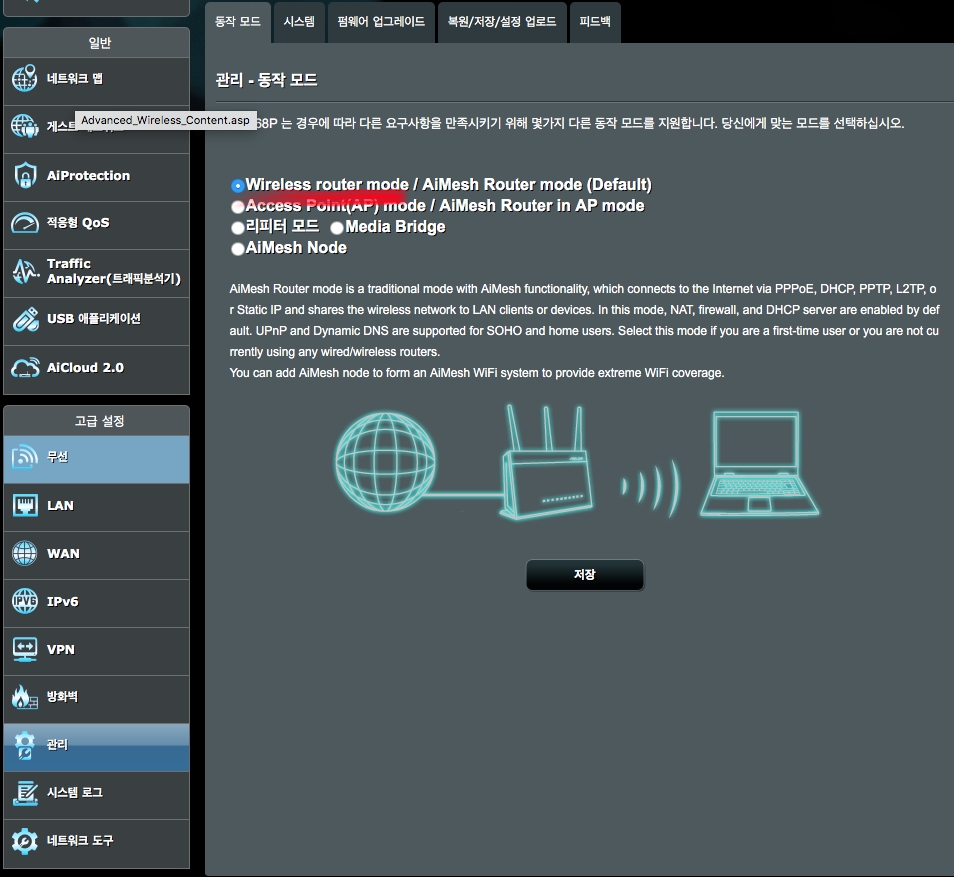 동작 모드
시스템
펌웨어 업그레이드
복원/저장/설정 업로드
피드백
일반
네트워크 맵
Advanced_Wireless_Content.asp
AiProtection
적응형 QoS
Traffic
Analyzer(트래픽분석기)
USB 애플리케이션
AiCloud 2.0
고급 설정
무선
LAN
WAN
IPv6
VPN
방화벽
관리
시스템 로그
네트워크 도구
관리 - 동작 모드
68P 는 경우에 따라 다른 요구사항을 만족시키기 위해 몇가지 다른 동작 모드를 지원합니다. 당신에게 맞는 모드를 선택하십시오.
Wireless router mode / AiMesh Router mode (Default)
Access Point(AP) mode / AiMesh Router in AP mode
리피터 모드 Media Bridge
AiMesh Node
AiMesh Router mode is a traditional mode with AiMesh functionality, which connects to the Internet via PPPoE, DHCP, PPTP, L2TP, o
r Static IP and shares the wireless network to LAN clients or devices. In this mode, NAT, firewall, and DHCP server are enabled by def
ault. UPnP and Dynamic DNS are supported for SOHO and home users. Select this mode if you are a first-time user or you are not cu
rrently using any wired/wireless routers.
You can add AiMesh node to form an AiMesh WiFi system to provide extreme WiFi coverage.
저장